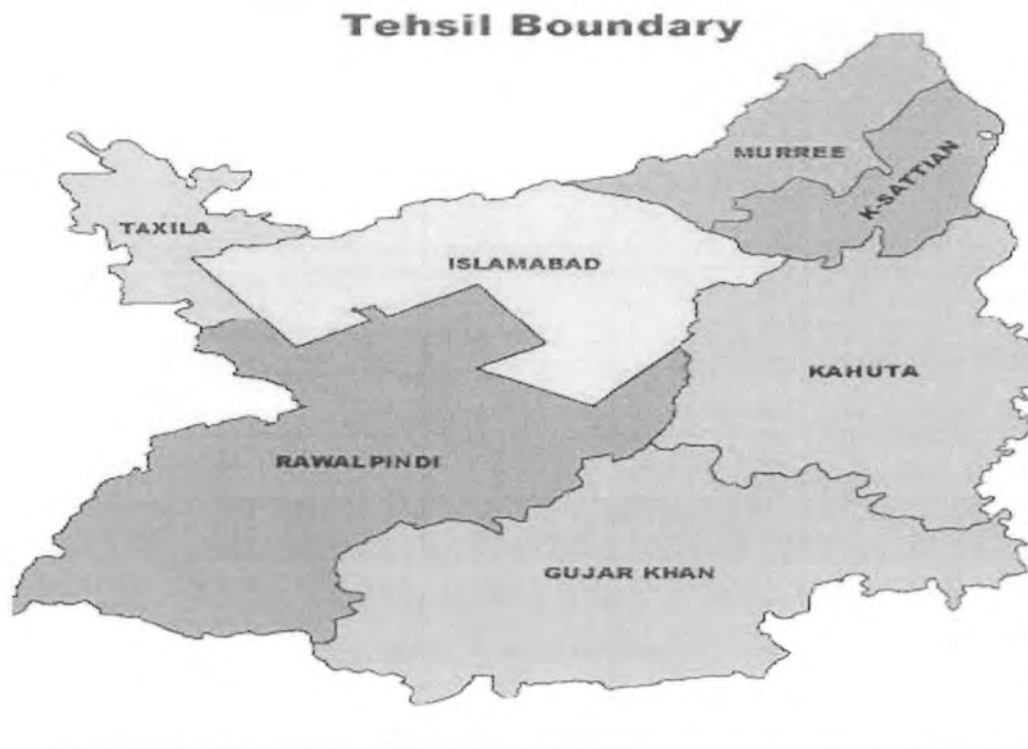 Tehsil Boundary
MURREE
K-SATTIAN
TAXILA
ISLAMABAD
KAHUTA
RAWALPINDI
GUJAR KHAN